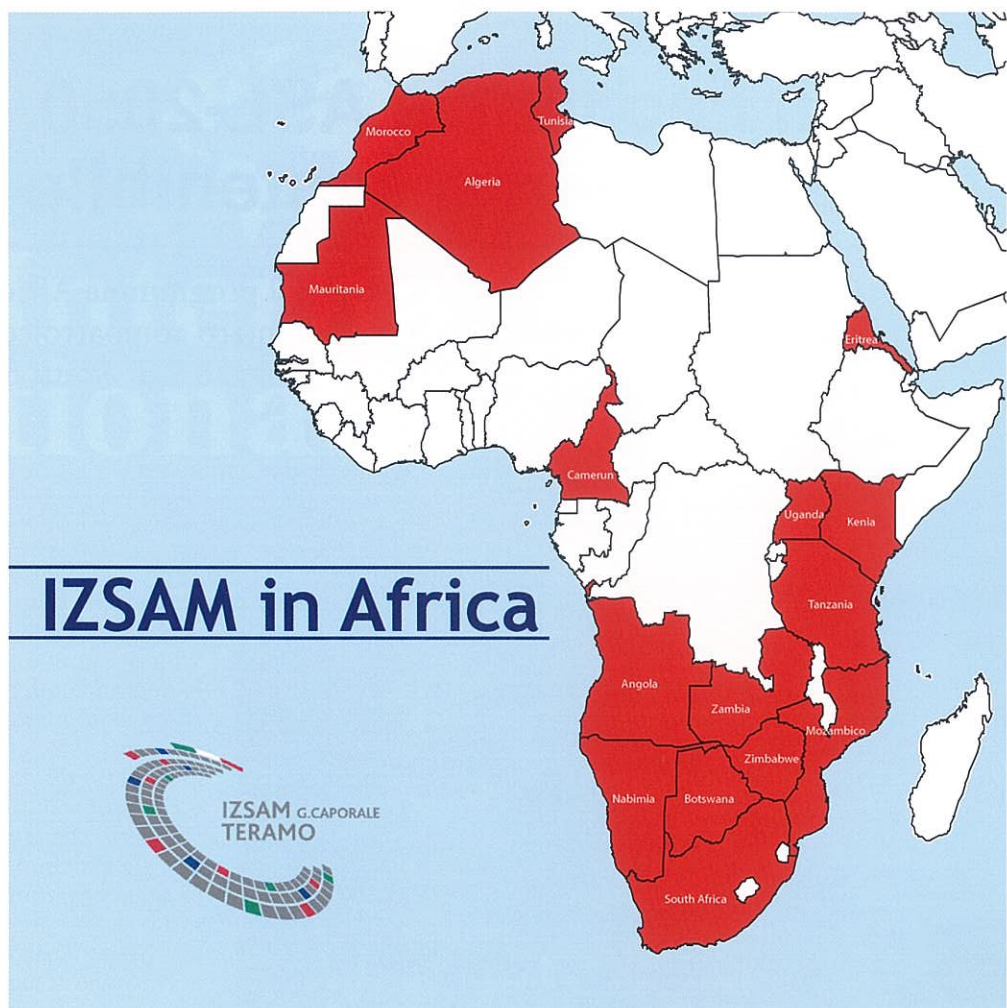 Morocco
Tunisia
Algeria
Mauritania
Eritrea
Camerun
Uganda
Kenia
IZSAM in Africa
Tanzania
Angola
Zambia
Mozambico
Zimbabwe
Nabimia
Botswana
IZSAM G.CAPORALE
TERAMO
South Africa